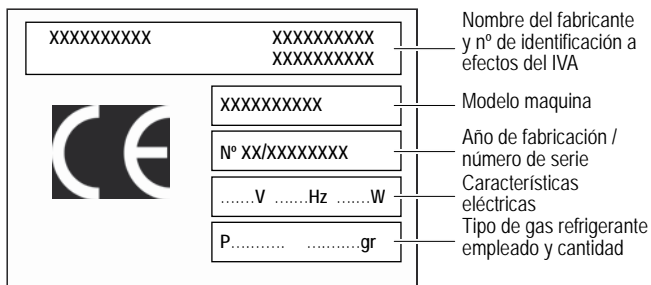 XXXXXXXXXX XXXXXXXXXX
XXXXXXXXXX
Nombre del fabricante
y nº de identificación a
efectos del IVA
CE
XXXXXXXXXX
Modelo maquina
Nº XX/XXXXXXXX
Año de fabricación /
número de serie
.......V .......Hz .......W
Características
eléctricas
P........... ...........gr
Tipo de gas refrigerante
empleado y cantidad